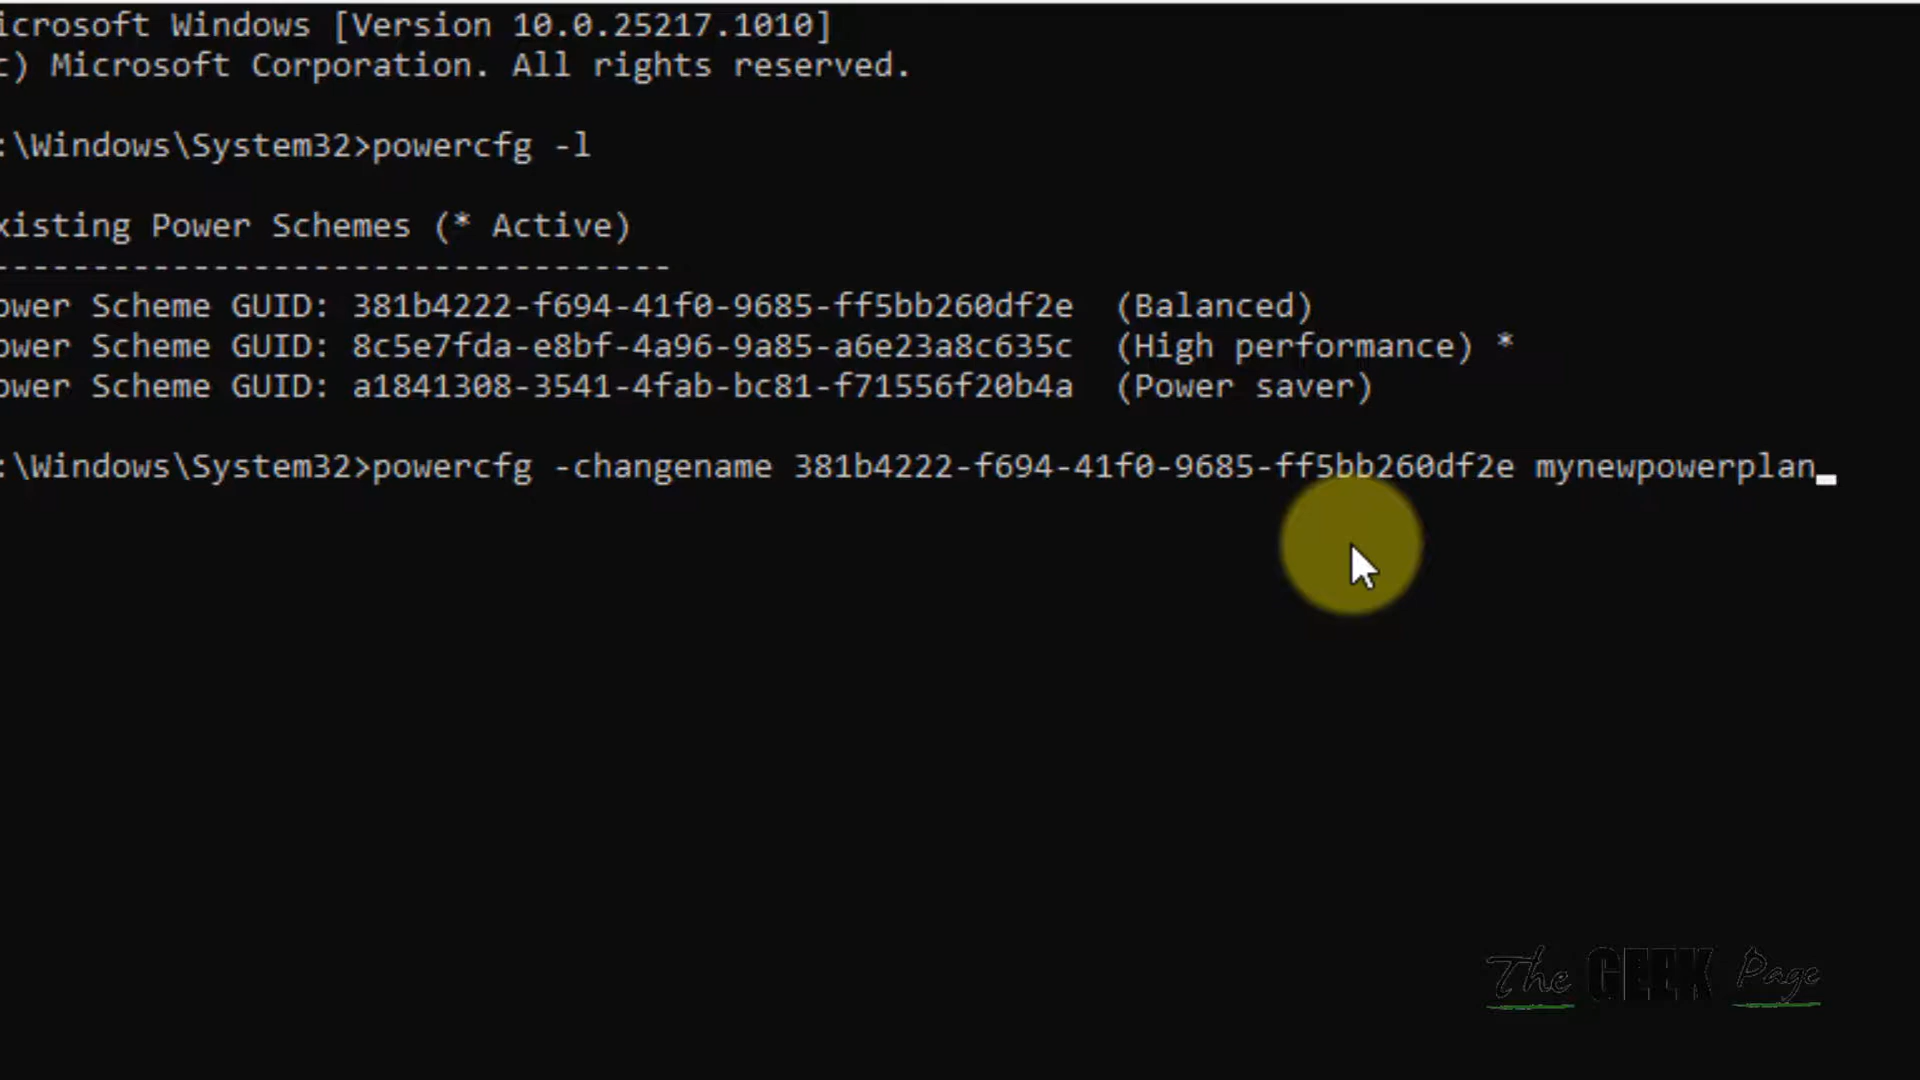 icrosoft Windows [Version 10.0.25217.1010]
c) Microsoft Corporation. All rights reserved.
:\Windows\System32>powercfg -l
xisting Power Schemes (* Active)
-----------------------------------
ower Scheme GUID: 381b4222-f694-41f0-9685-ff5bb260df2e  (Balanced)
ower Scheme GUID: 8c5e7fda-e8bf-4a96-9a85-a6e23a8c635c  (High performance) *
ower Scheme GUID: a1841308-3541-4fab-bc81-f71556f20b4a  (Power saver)
:\Windows\System32>powercfg -changename 381b4222-f694-41f0-9685-ff5bb260df2e mynewpowerplan
The GEEK Page